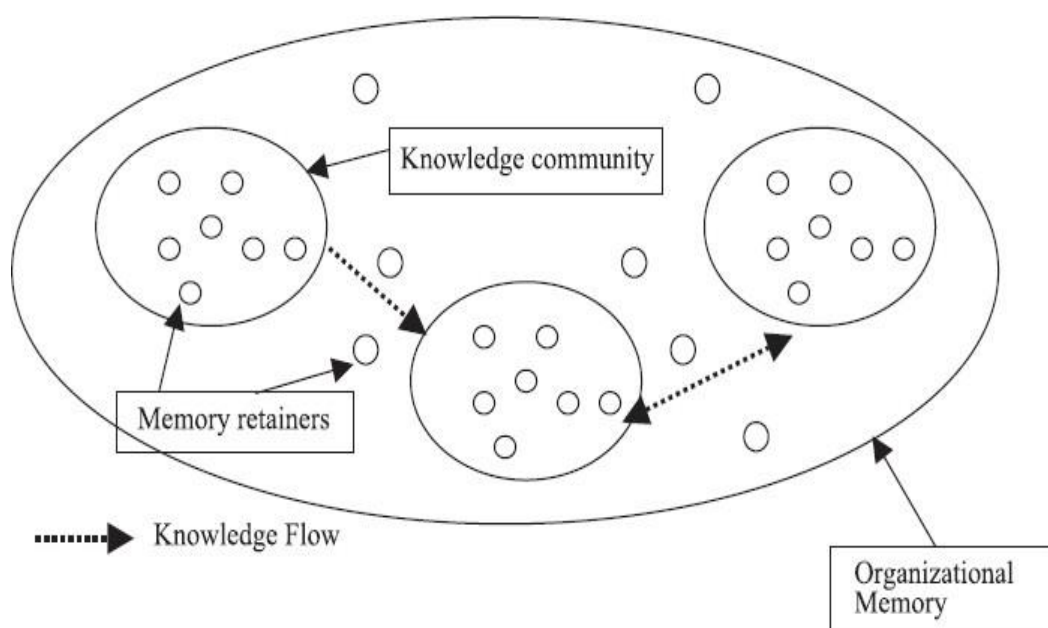 Knowledge community
Memory retainers
Knowledge Flow
Organizational
Memory